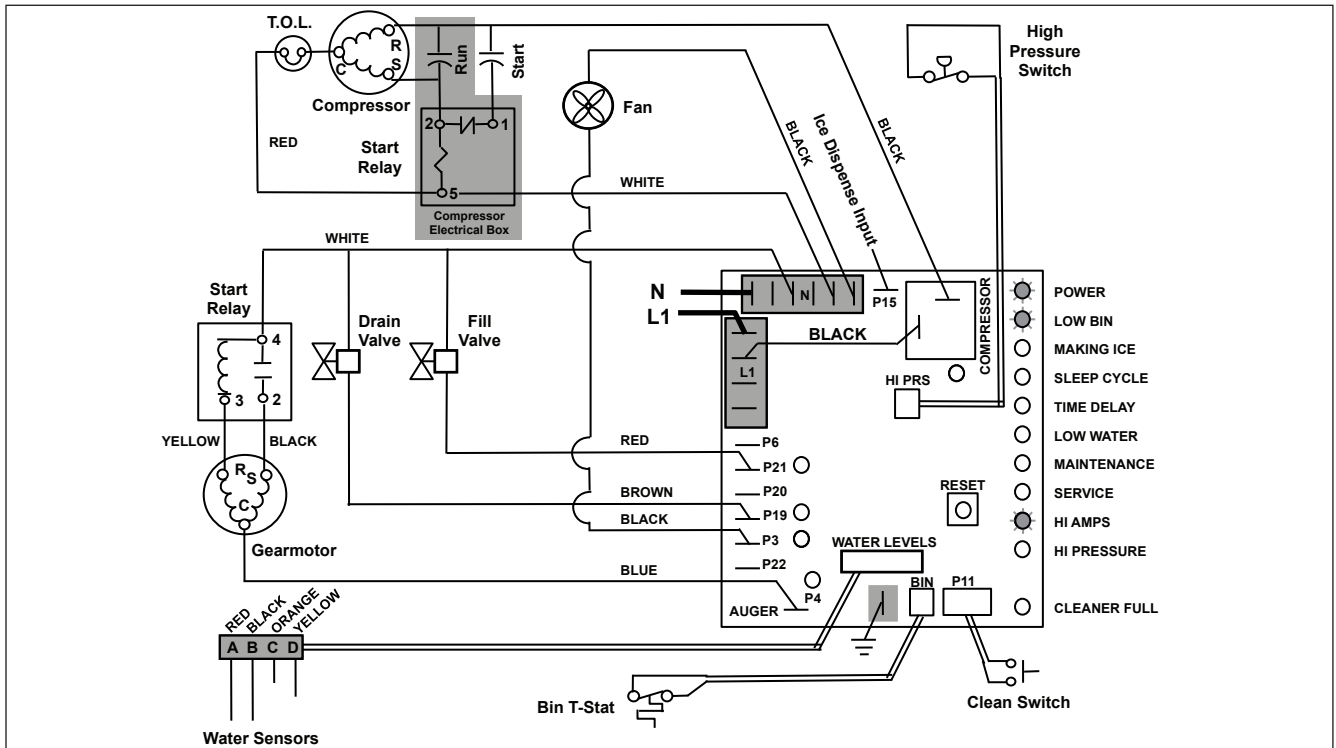 T.O.L.
R
S
C
Compressor
Run
Start
2
1
5
Start
Relay
Compressor
Electrical Box
RED
WHITE
Fan
BLACK
Ice Dispense Input
BLACK
High
Pressure
Switch
WHITE
Start
Relay
4
3
2
YELLOW
BLACK
R
S
C
Gearmotor
Drain
Valve
Fill
Valve
N
L1
N
P15
L1
BLACK
COMPRESSOR
HI PRS
RED
BROWN
BLACK
BLUE
P6
P21
P20
P19
P3
P22
P4
AUGER
RESET
WATER LEVELS
BIN
P11
POWER
LOW BIN
MAKING ICE
SLEEP CYCLE
TIME DELAY
LOW WATER
MAINTENANCE
SERVICE
HI AMPS
HI PRESSURE
CLEANER FULL
RED
BLACK
ORANGE
YELLOW
A B C D
Water Sensors
Bin T-Stat
Clean Switch